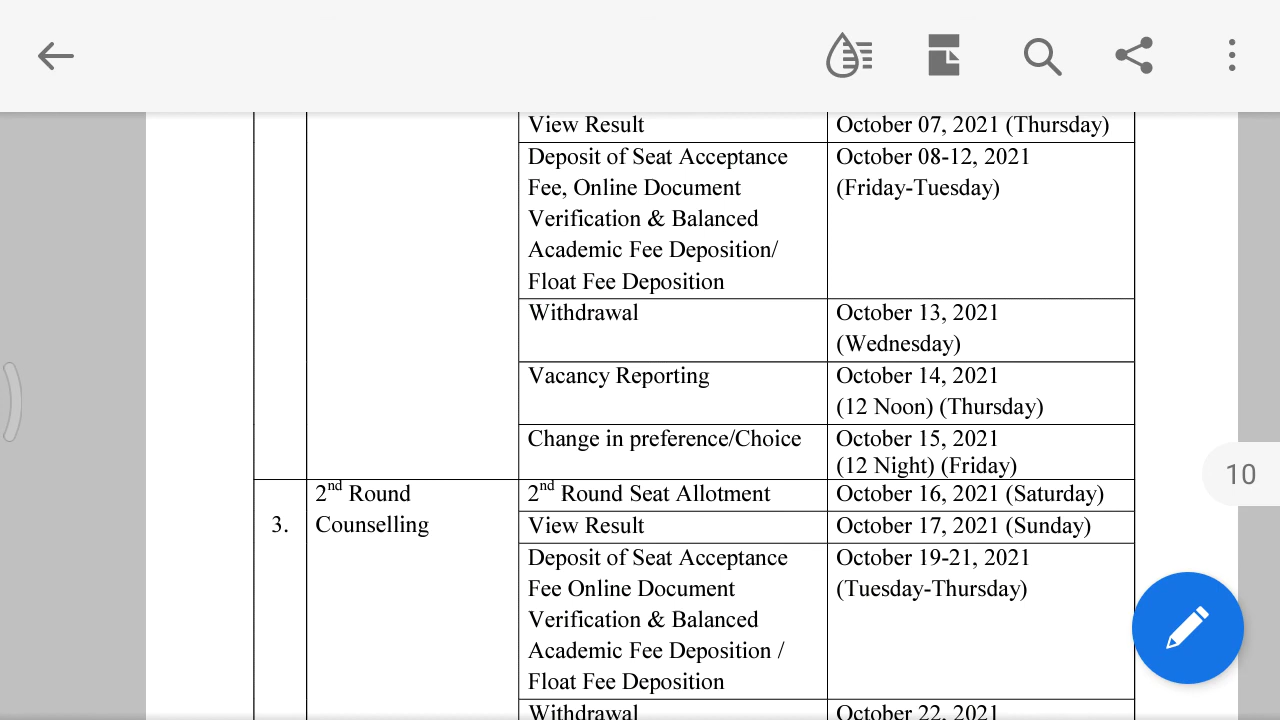 View Result October 07, 2021 (Thursday)
Deposit of Seat Acceptance October 08-12, 2021
Fee, Online Document (Friday-Tuesday)
Verification & Balanced
Academic Fee Deposition/
Float Fee Deposition
Withdrawal October 13, 2021
(Wednesday)
Vacancy Reporting October 14, 2021
(12 Noon) (Thursday)
Change in preference/Choice October 15, 2021
(12 Night) (Friday)
10
2nd Round 2nd Round Seat Allotment October 16, 2021 (Saturday)
3. Counselling View Result October 17, 2021 (Sunday)
Deposit of Seat Acceptance October 19-21, 2021
Fee Online Document (Tuesday-Thursday)
Verification & Balanced
Academic Fee Deposition /
Float Fee Deposition
Withdrawal October 22, 2021